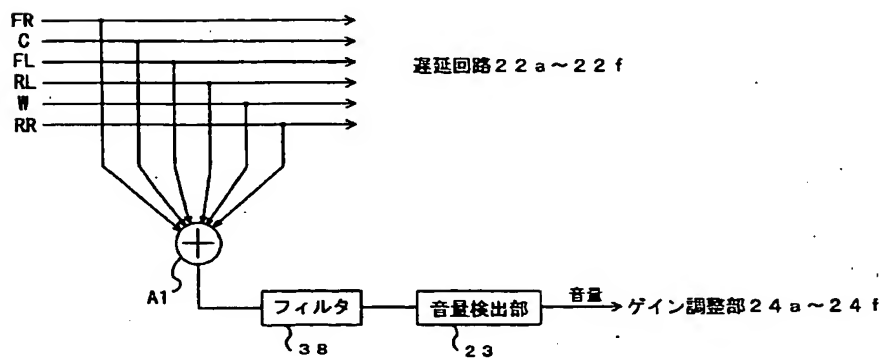 FR
C
FL
RL
W
RR
遅延回路22a~22f
A1
フィルタ
38
音量検出部
23
音量
ゲイン調整部24a~24f